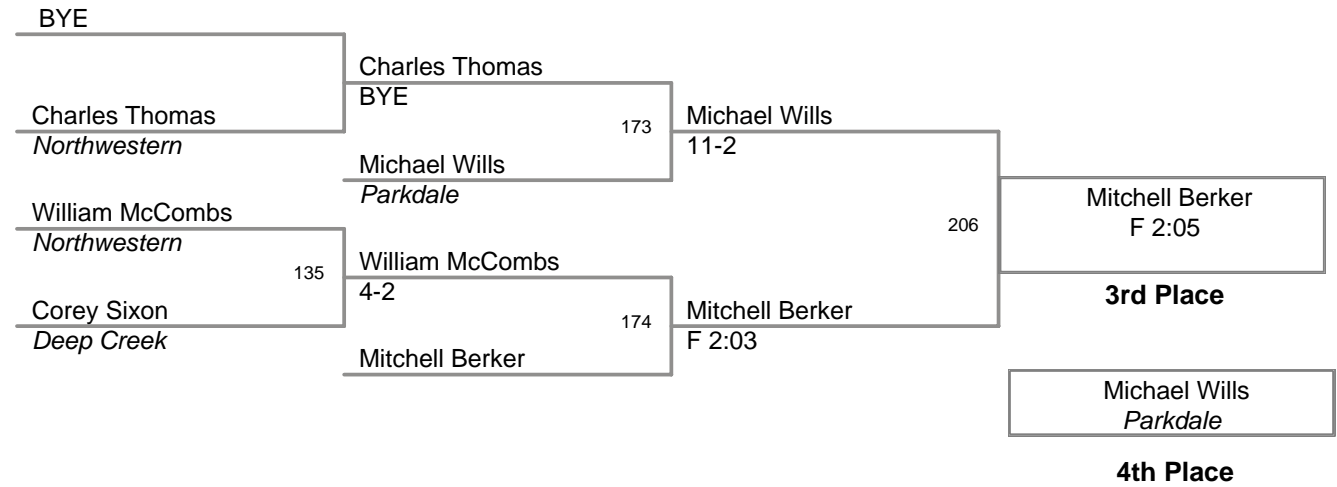 BYE
Charles Thomas
Northwestern
William McCombs
Northwestern
135
Corey Sixon
Deep Creek
Charles Thomas
BYE
173
Michael Wills
Parkdale
William McCombs
4-2
174
Mitchell Berker
Michael Wills
11-2
206
Mitchell Berker
F 2:03
Mitchell Berker
F 2:05
3rd Place
Michael Wills
Parkdale
4th Place